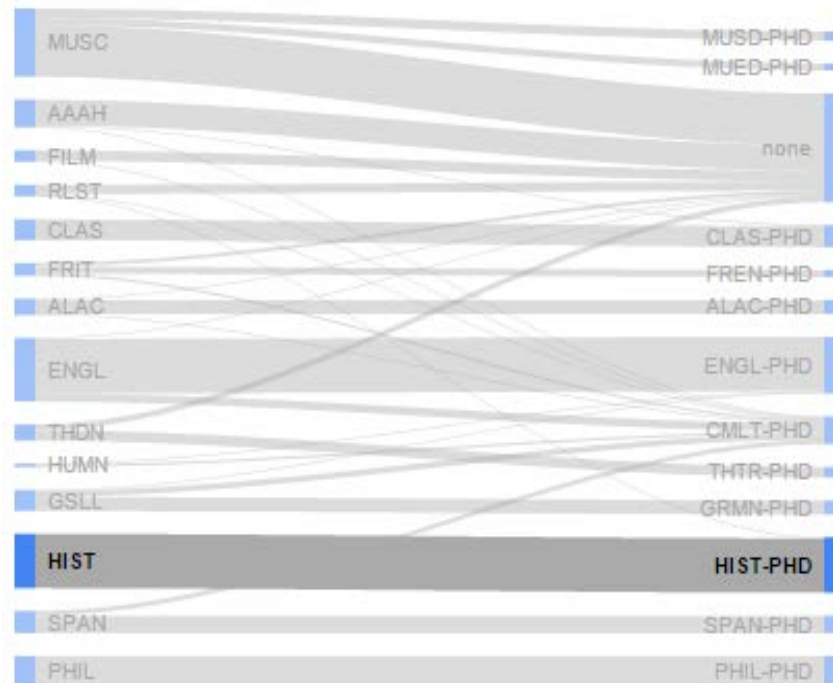 MUSC
AAAH
FILM
RLST
CLAS
FRIT
ALAC
ENGL
THDN
HUMN
GSLL
HIST
SPAN
PHIL
MUSD-PHD
MUED-PHD
none
CLAS-PHD
FREN-PHD
ALAC-PHD
ENGL-PHD
CMLT-PHD
THTR-PHD
GRMN-PHD
HIST-PHD
SPAN-PHD
PHIL-PHD